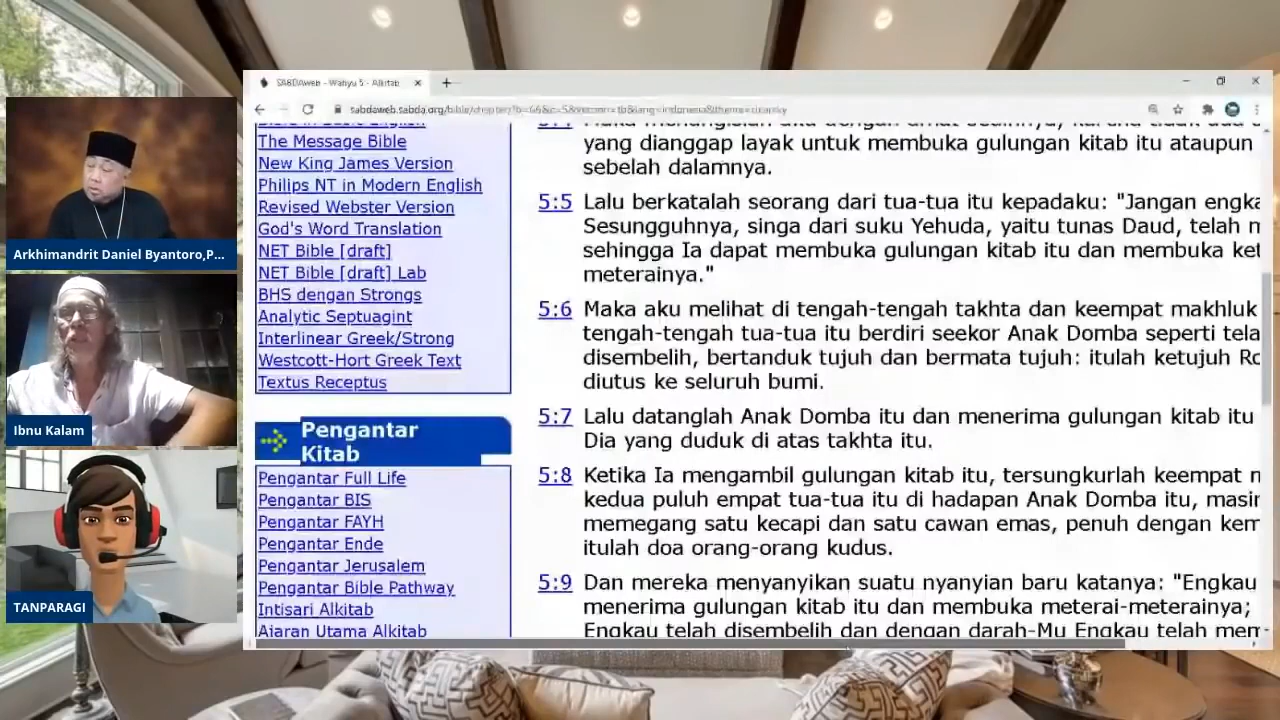 SABDAweb - Wahyu 5 - Alkitab
The Message Bible
New King James Version
Philips NT in Modern English
Revised Webster Version
God's Word Translation
NET Bible [draft]
NET Bible [draft] Lab
BHS dengan Strongs
Analytic Septuagint
Interlinear Greek/Strong
Westcott-Hort Greek Text
Textus Receptus
Pengantar
Kitab
Pengantar Full Life
Pengantar BIS
Pengantar FAYH
Pengantar Ende
Pengantar Jerusalem
Pengantar Bible Pathway
Intisari Alkitab
Ajaran Utama Alkitab
yang dianggap layak untuk membuka gulungan kitab itu ataupun
sebelah dalamnya.
5:5 Lalu berkatalah seorang dari tua-tua itu kepadaku: "Jangan engka
Sesungguhnya, singa dari suku Yehuda, yaitu tunas Daud, telah m
sehingga Ia dapat membuka gulungan kitab itu dan membuka ket
meterainya."
5:6 Maka aku melihat di tengah-tengah takhta dan keempat makhluk
tengah-tengah tua-tua itu berdiri seekor Anak Domba seperti tela
disembelih, bertanduk tujuh dan bermata tujuh: itulah ketujuh Ro
diutus ke seluruh bumi.
5:7 Lalu datanglah Anak Domba itu dan menerima gulungan kitab itu
Dia yang duduk di atas takhta itu.
5:8 Ketika Ia mengambil gulungan kitab itu, tersungkurlah keempat m
kedua puluh empat tua-tua itu di hadapan Anak Domba itu, masin
memegang satu kecapi dan satu cawan emas, penuh dengan kem
itulah doa orang-orang kudus.
5:9 Dan mereka menyanyikan suatu nyanyian baru katanya: "Engkau
menerima gulungan kitab itu dan membuka meterai-meterainya;
Engkau telah disembelih dan dengan darah-Mu Engkau telah mem
Arkhimandrit Daniel Byantoro,P...
Ibnu Kalam
TANPARAGI